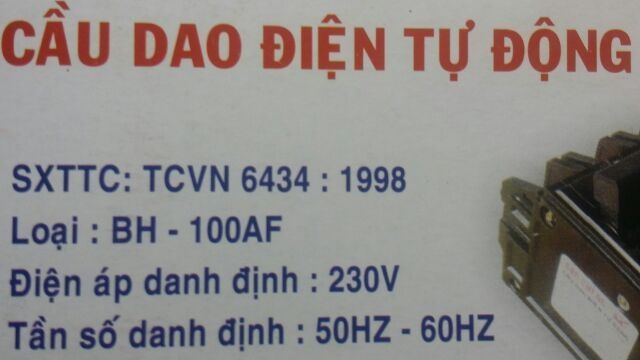 CẦU DAO ĐIỆN TỰ ĐỘNG
SXTTC: TCVN 6434 : 1998
Loại : BH - 100AF
Điện áp danh định : 230V
Tần số danh định : 50HZ - 60HZ